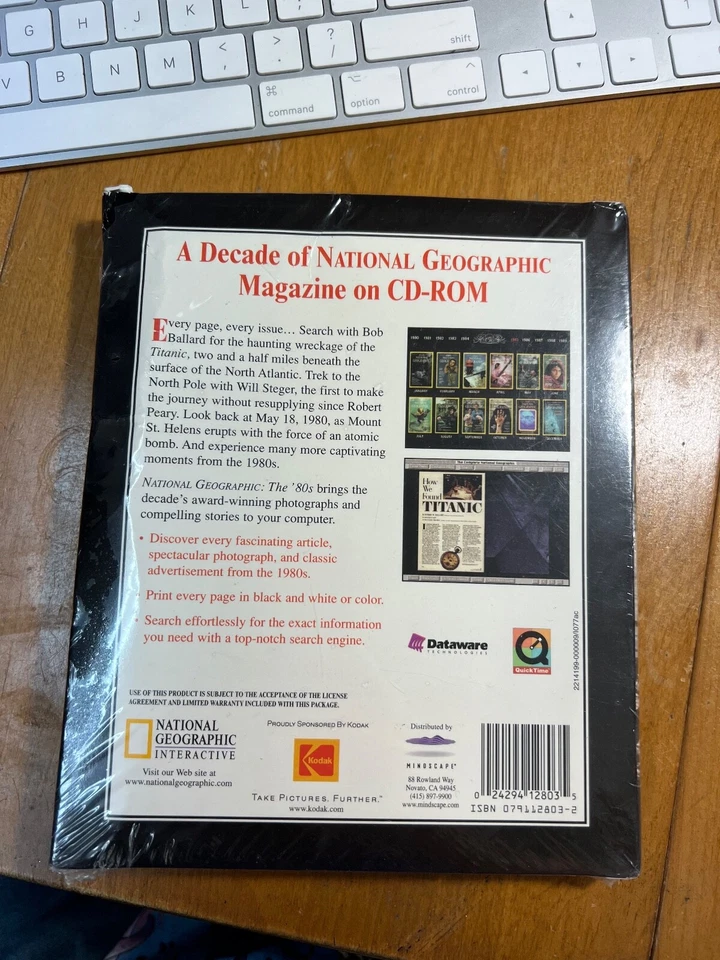 G
H
J
K
L
V
B
N
M
<
,
>
.
?
/
shift
⌘
command
⌥
option
^
control
A Decade of NATIONAL GEOGRAPHIC
Magazine on CD-ROM
Every page, every issue… Search with Bob
Ballard for the haunting wreckage of the
Titanic, two and a half miles beneath the
surface of the North Atlantic. Trek to the
North Pole with Will Steger, the first to make
the journey without resupplying since Robert
Peary. Look back at May 18, 1980, as Mount
St. Helens erupts with the force of an atomic
bomb. And experience many more captivating
moments from the 1980s.
NATIONAL GEOGRAPHIC: The '80s brings the
decade's award-winning photographs and
compelling stories to your computer.
• Discover every fascinating article,
spectacular photograph, and classic
advertisement from the 1980s.
• Print every page in black and white or color.
• Search effortlessly for the exact information
you need with a top-notch search engine.
How
We
Found
TITANIC
Dataware
TECHNOLOGIES
QuickTime
2214199-000009/I077ac
USE OF THIS PRODUCT IS SUBJECT TO THE ACCEPTANCE OF THE LICENSE
AGREEMENT AND LIMITED WARRANTY INCLUDED WITH THIS PACKAGE.
NATIONAL
GEOGRAPHIC
INTERACTIVE
Visit our Web site at
www.nationalgeographic.com
PROUDLY SPONSORED BY KODAK
Kodak
TAKE PICTURES. FURTHER.™
www.kodak.com
Distributed by
MINDSCAPE®
88 Rowland Way
Novato, CA 94945
(415) 897-9900
www.mindscape.com
0 24294 12803 5
ISBN 079112803-2